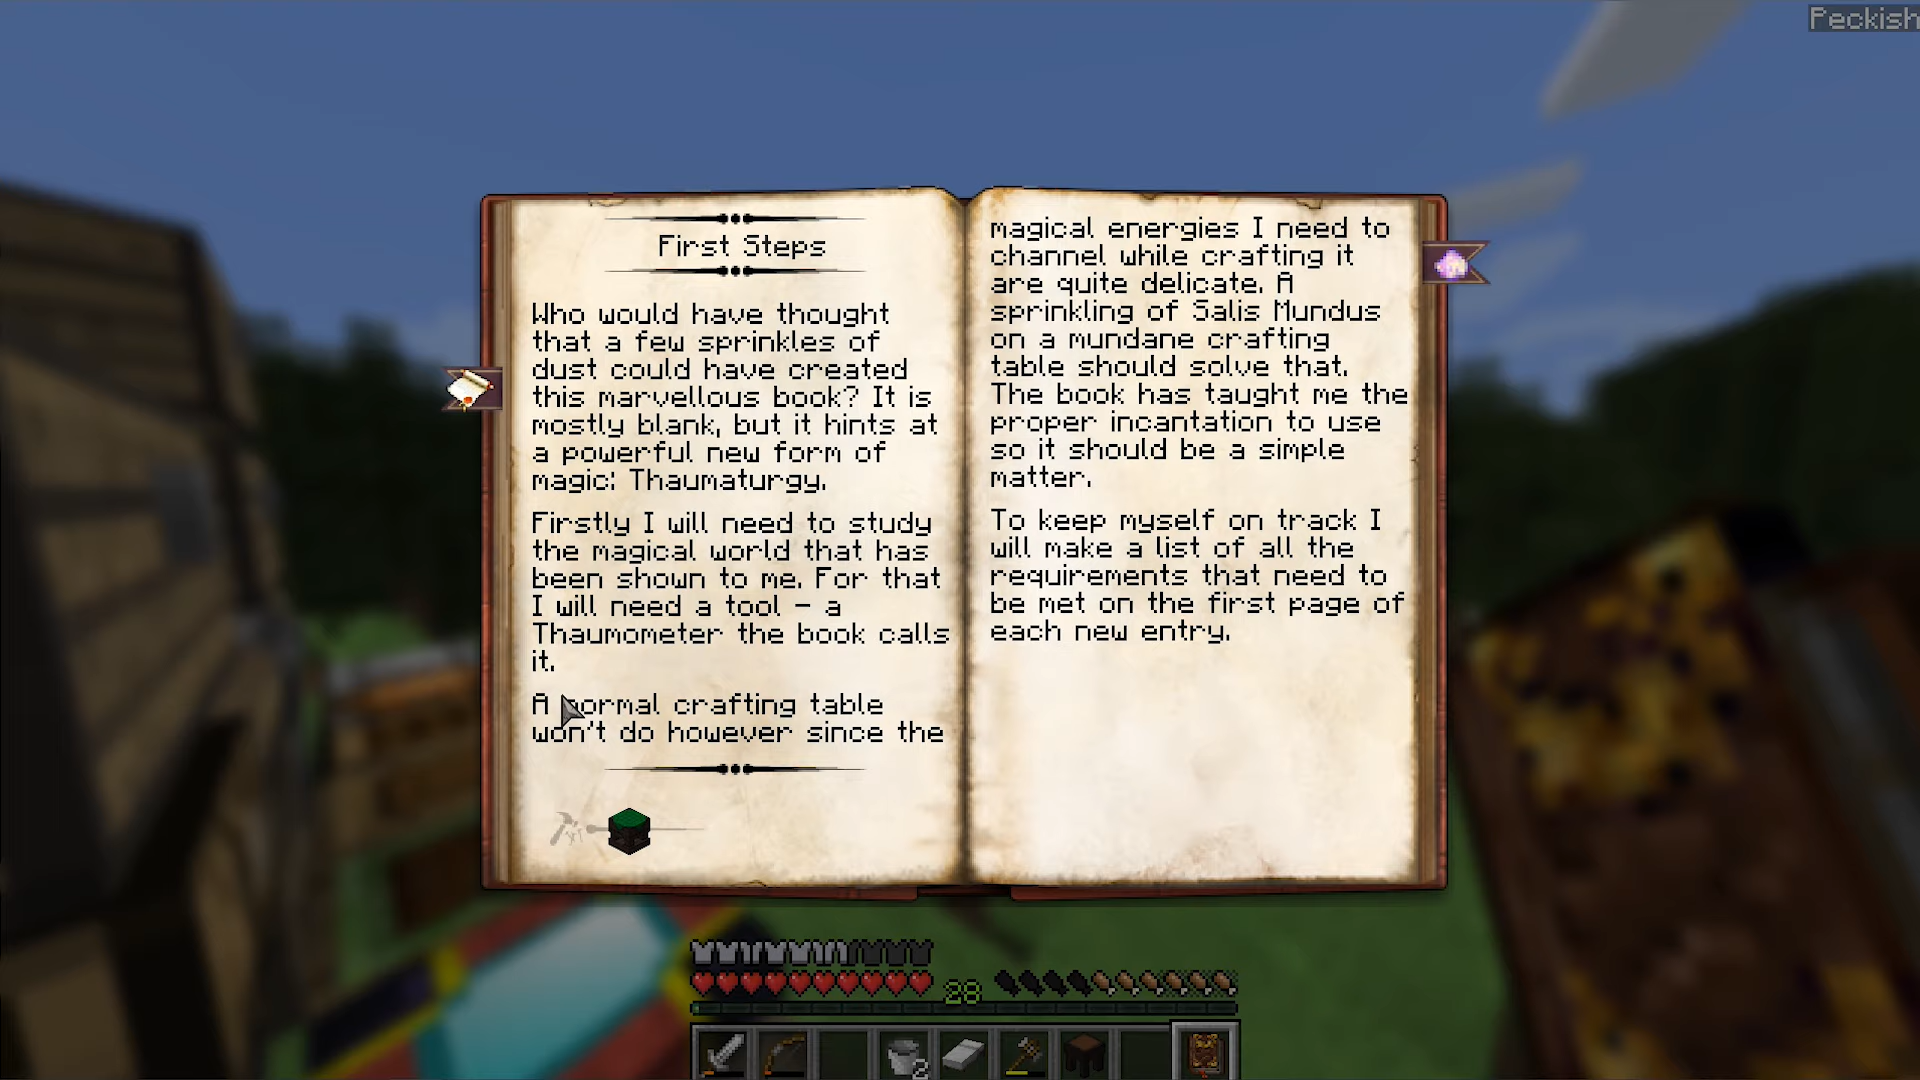 Peckish
First Steps
Who would have thought
that a few sprinkles of
dust could have created
this marvellous book? It is
mostly blank, but it hints at
a powerful new form of
magic: Thaumaturgy.
Firstly I will need to study
the magical world that has
been shown to me. For that
I will need a tool - a
Thaumometer the book calls
it.
A normal crafting table
won't do however since the
magical energies I need to
channel while crafting it
are quite delicate. A
sprinkling of Salis Mundus
on a mundane crafting
table should solve that.
The book has taught me the
proper incantation to use
so it should be a simple
matter.
To keep myself on track I
will make a list of all the
requirements that need to
be met on the first page of
each new entry.
28
2